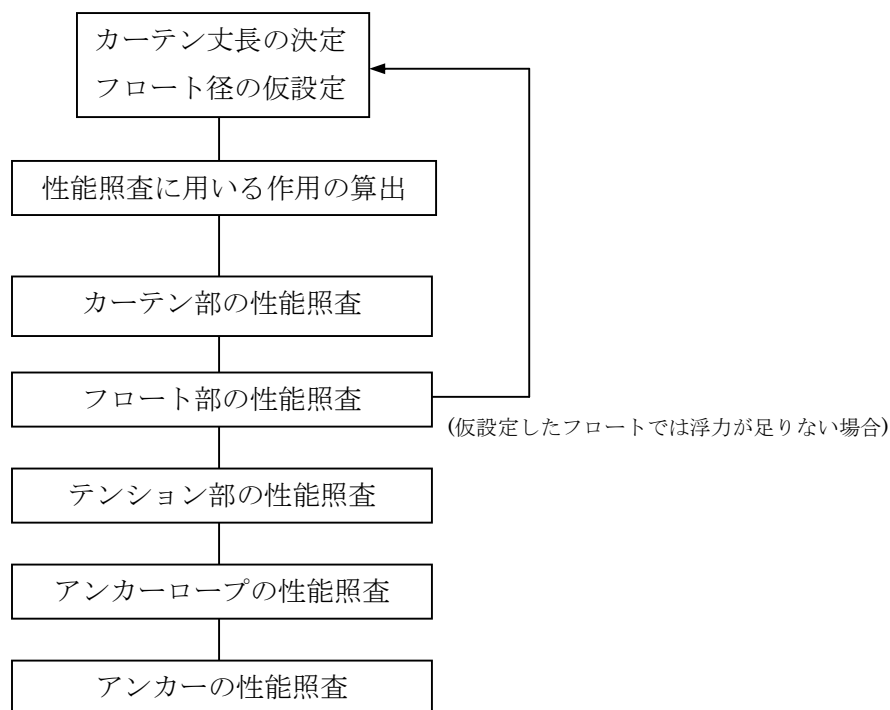 カーテン丈長の決定
フロート径の仮設定
性能照査に用いる作用の算出
カーテン部の性能照査
フロート部の性能照査
(仮設定したフロートでは浮力が足りない場合)
テンション部の性能照査
アンカーロープの性能照査
アンカーの性能照査